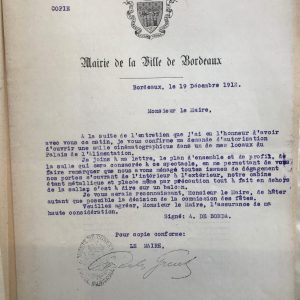 COPIE
Mairie de la Ville de Bordeaux
Bordeaux, le 19 Décembre 1912.
Monsieur le Maire,
A la suite de l'entretien que j'ai eu l'honneur d'avoir
avec vous ce matin, je vous confirme ma demande d'autorisation
d'ouvrir une salle cinématographique dans un de mes locaux du
Palais de l'Alimentation.
Je joins à ma lettre, le plan d'ensemble et de profil, de
la salle qui sera consacrée à ce spectacle, en me permettant de vous
faire remarquer que nous avons ménagé toutes issues de dégagement
nos portes s'ouvrant de l'intérieur à l'extérieur, notre cabine
étant métallique et placée même par précaution tout à fait en dehors
de la salle, c'est à dire sur un balcon.
Je vous serais reconnaissant, Monsieur le Maire, de hâter
autant que possible la décision de la commission des fêtes.
Veuillez agréer, Monsieur le Maire, l'assurance de ma
haute considération.
Signé: A. DE
Pour copie conforme:
LE MAIRE,